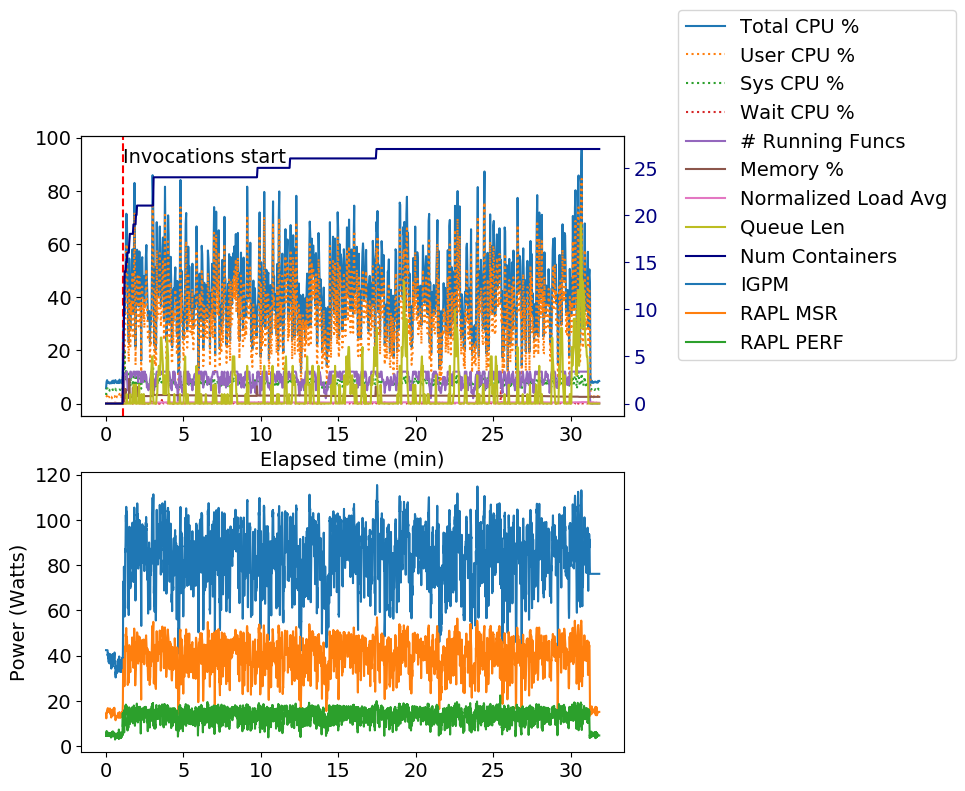 Total CPU %
User CPU %
Sys CPU %
Wait CPU %
# Running Funcs
Memory %
Normalized Load Avg
Queue Len
Num Containers
IGPM
RAPL MSR
RAPL PERF
100
80
60
40
20
0
Invocations start
25
20
15
10
5
0
0 5 10 15 20 25 30
Elapsed time (min)
Power (Watts)
120
100
80
60
40
20
0
0 5 10 15 20 25 30